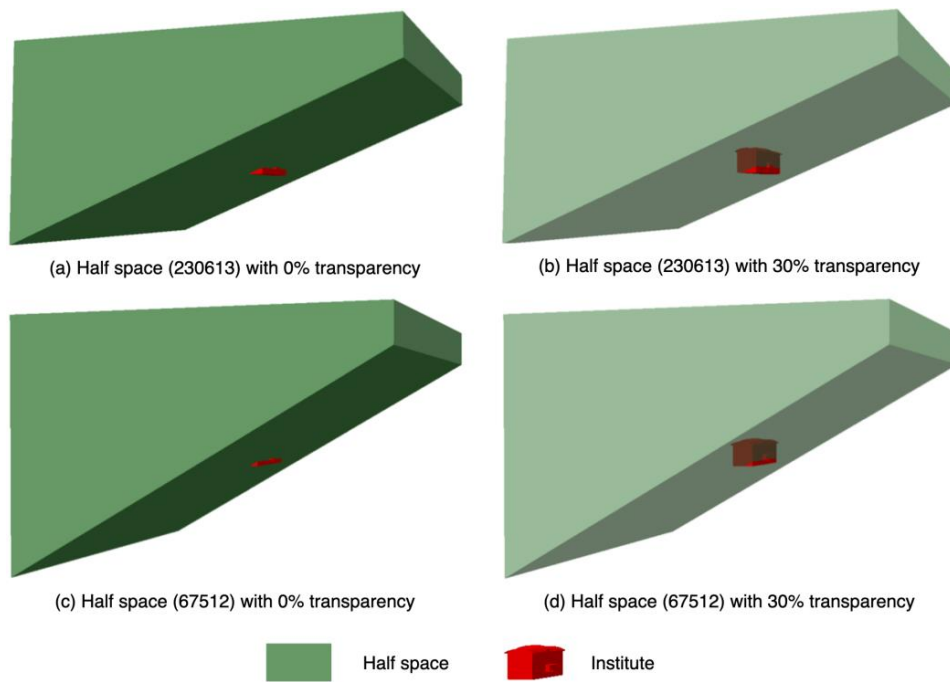 (a) Half space (230613) with 0% transparency
(b) Half space (230613) with 30% transparency
(c) Half space (67512) with 0% transparency
(d) Half space (67512) with 30% transparency
Half space
Institute